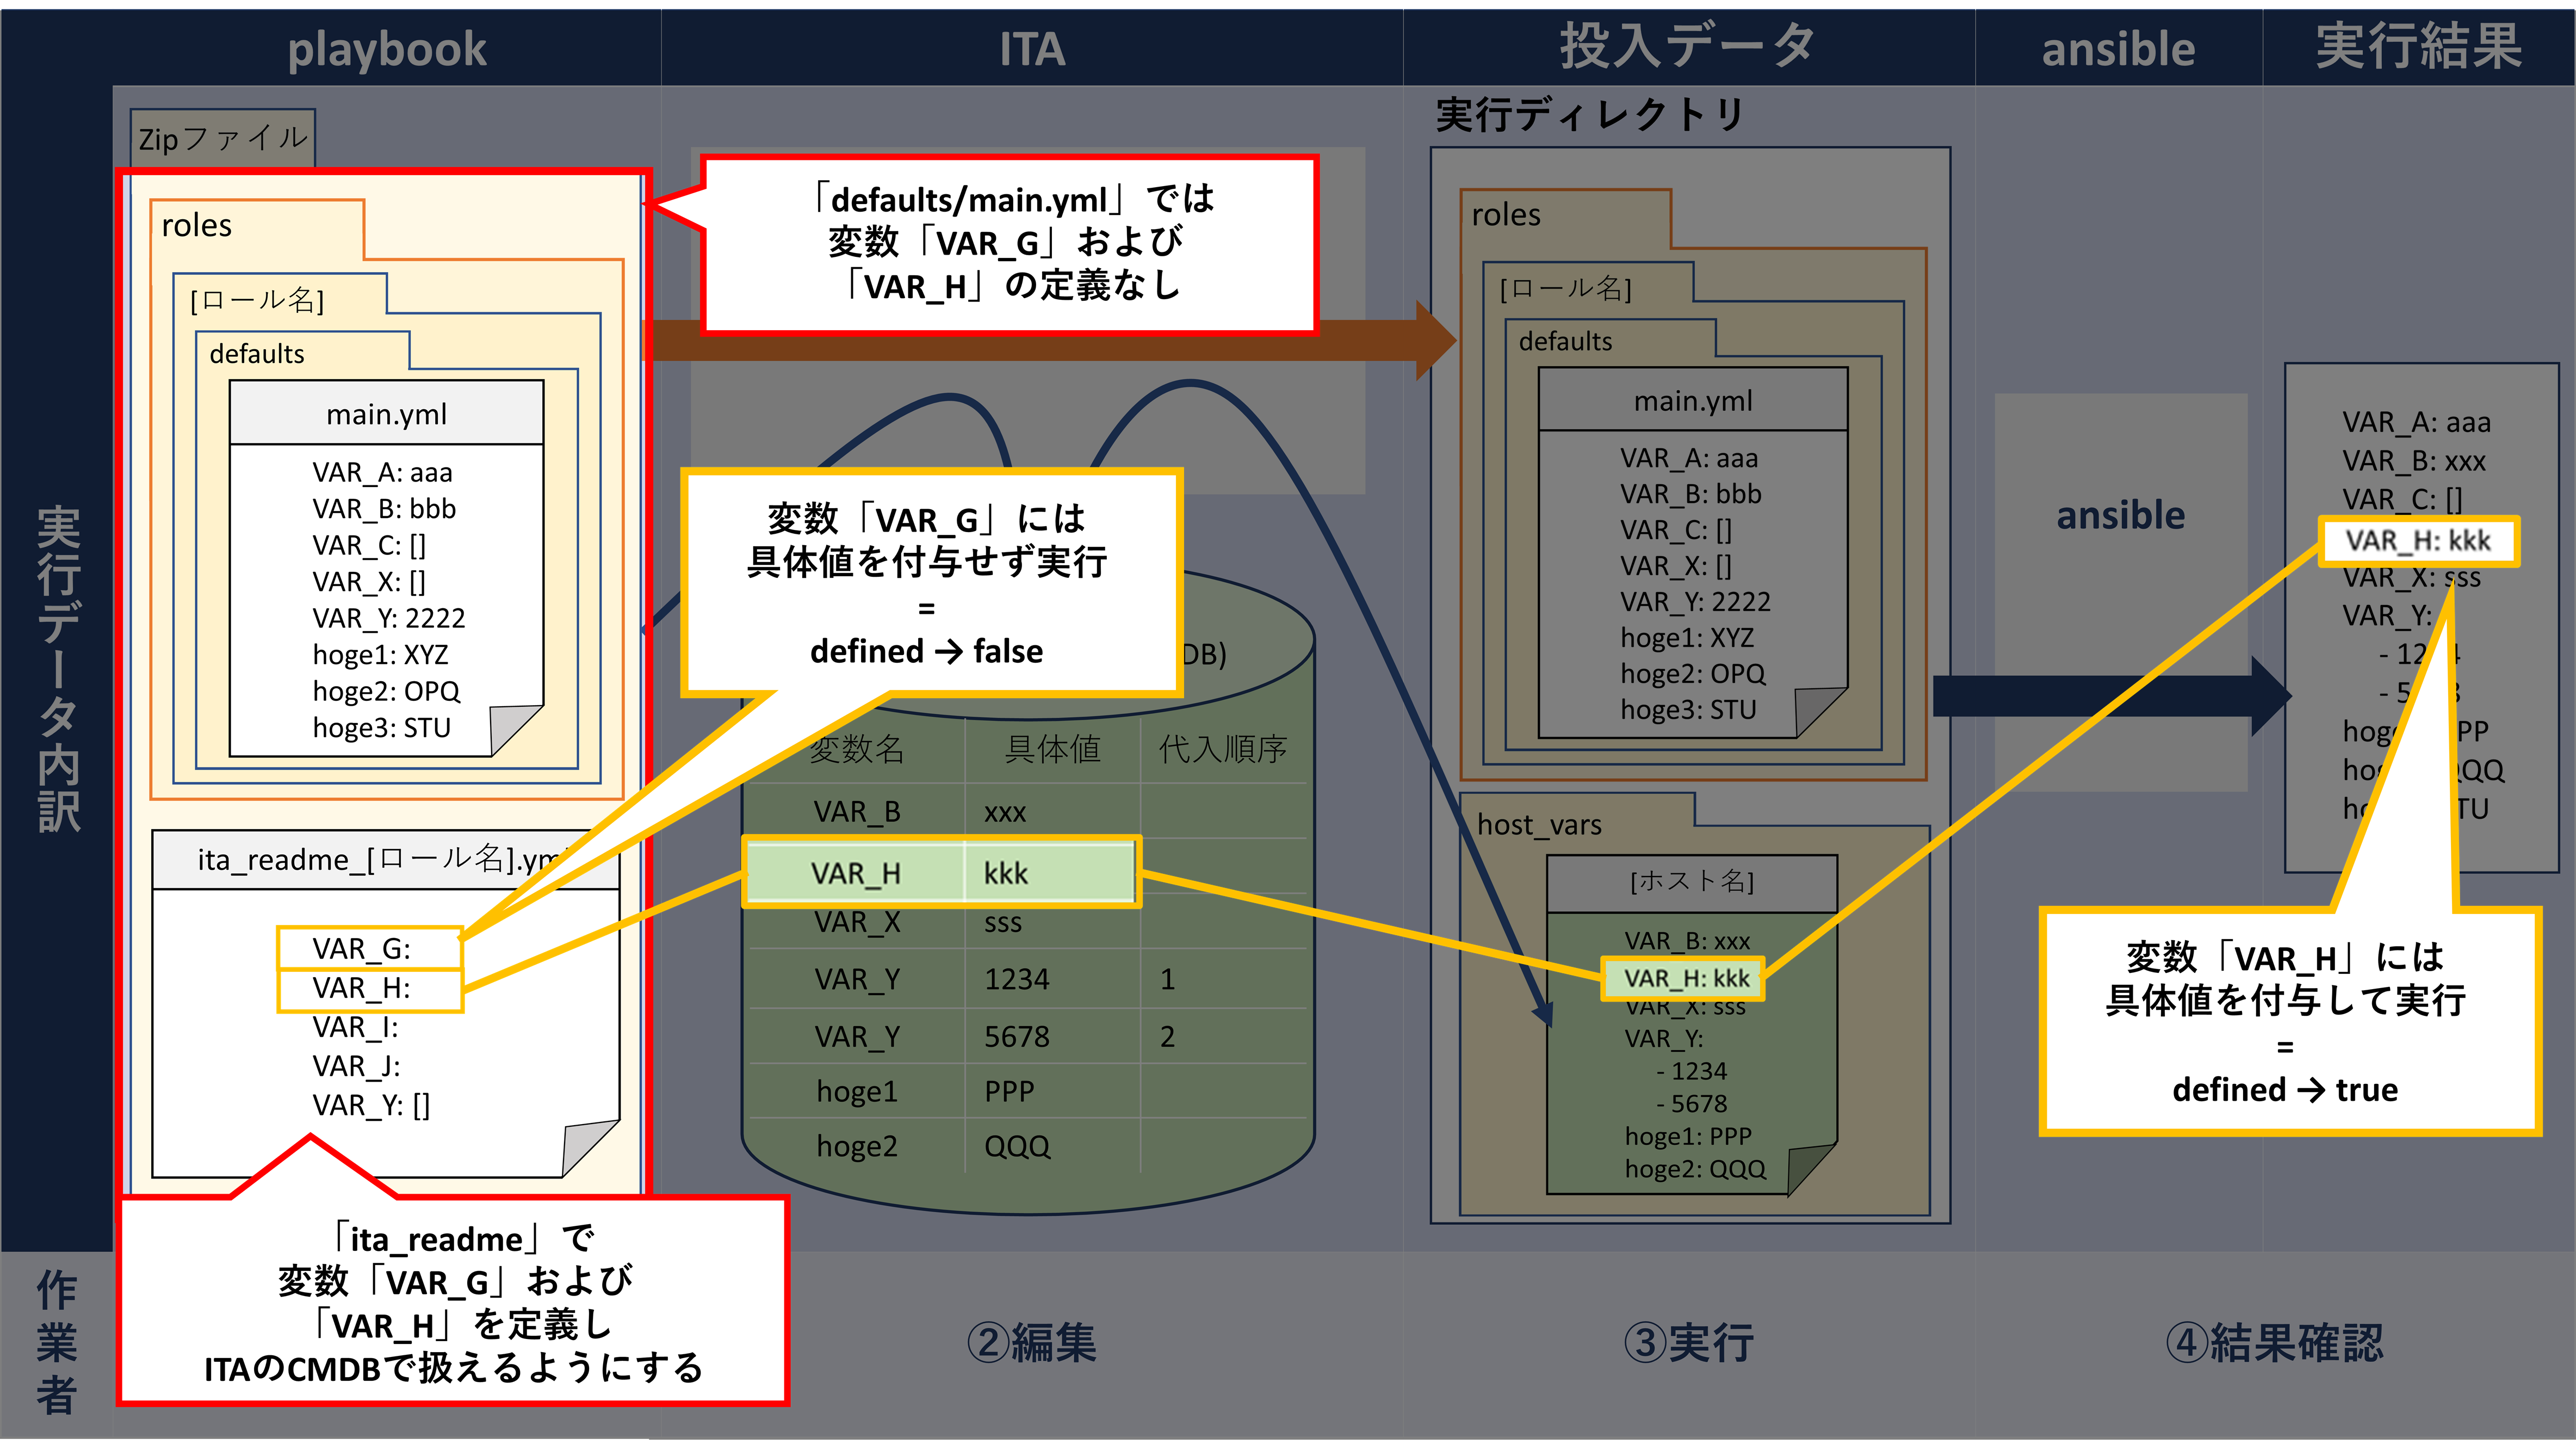 playbook
ITA
投入データ
ansible
実行結果
実行データ内訳
作業者
Zipファイル
roles
[ロール名]
defaults
main.yml
VAR_A: aaa
VAR_B: bbb
VAR_C: []
VAR_X: []
VAR_Y: 2222
hoge1: XYZ
hoge2: OPQ
hoge3: STU
ita_readme_[ロール名].ym
VAR_G:
VAR_H:
VAR_I:
VAR_J:
VAR_Y: []
「ita_readme」で
変数「VAR_G」および
「VAR_H」を定義し
ITAのCMDBで扱えるようにする
「defaults/main.yml」では
変数「VAR_G」および
「VAR_H」の定義なし
変数「VAR_G」には
具体値を付与せず実行
=
defined → false
DB)
変数名 具体値 代入順序
VAR_B xxx
VAR_H kkk
VAR_X sss
VAR_Y 1234 1
VAR_Y 5678 2
hoge1 PPP
hoge2 QQQ
②編集
実行ディレクトリ
roles
[ロール名]
defaults
main.yml
VAR_A: aaa
VAR_B: bbb
VAR_C: []
VAR_X: []
VAR_Y: 2222
hoge1: XYZ
hoge2: OPQ
hoge3: STU
host_vars
[ホスト名]
VAR_B: xxx
VAR_H: kkk
VAR_X: sss
VAR_Y:
- 1234
- 5678
hoge1: PPP
hoge2: QQQ
③実行
ansible
VAR_A: aaa
VAR_B: xxx
VAR_C: []
VAR_H: kkk
VAR_X: sss
VAR_Y:
変数「VAR_H」には
具体値を付与して実行
=
defined → true
④結果確認